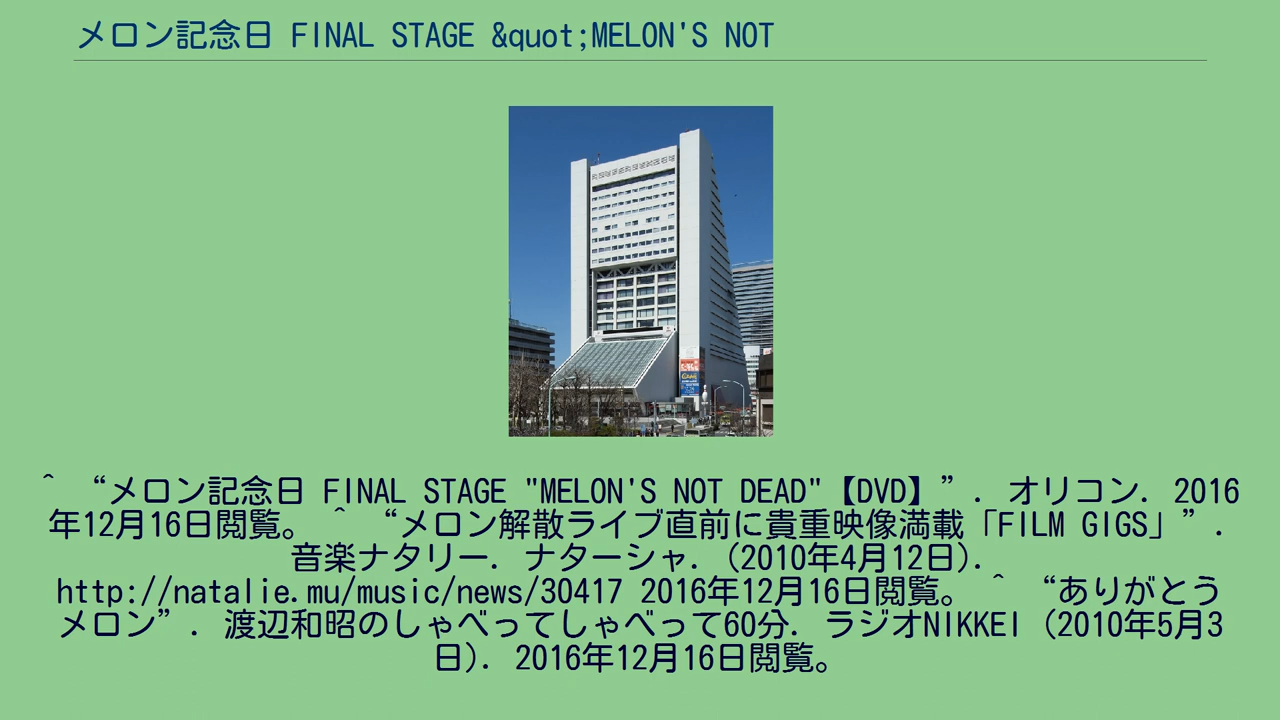 メロン記念日 FINAL STAGE &quot;MELON'S NOT
^ “メロン記念日 FINAL STAGE "MELON'S NOT DEAD"【DVD】”. オリコン. 2016
年12月16日閲覧。 ^ “メロン解散ライブ直前に貴重映像満載「FILM GIGS」”.
音楽ナタリー. ナターシャ. (2010年4月12日).
http://natalie.mu/music/news/30417 2016年12月16日閲覧。 ^ “ありがとう
メロン”. 渡辺和昭のしゃべってしゃべって60分. ラジオNIKKEI (2010年5月3
日). 2016年12月16日閲覧。